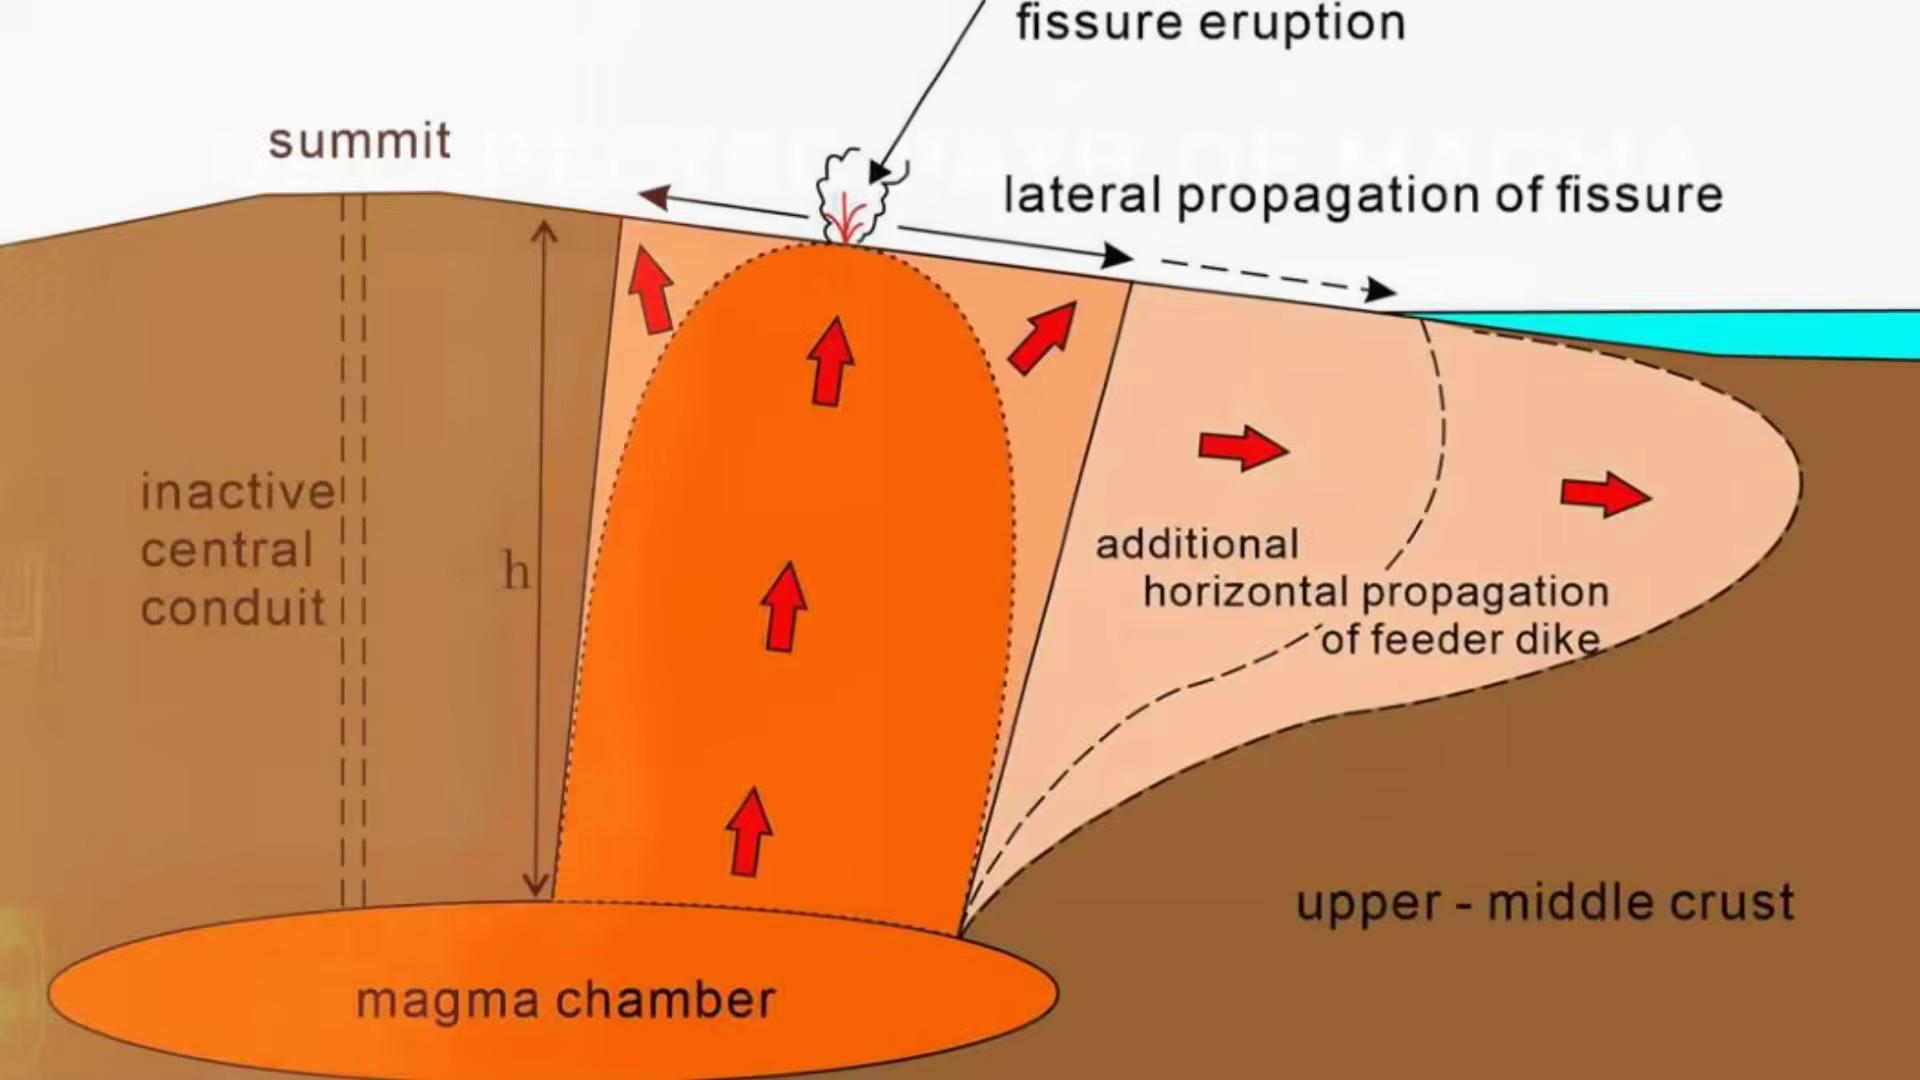 fissure eruption
summit
lateral propagation of fissure
inactive
central
conduit
h
additional
horizontal propagation
of feeder dike
upper - middle crust
magma chamber